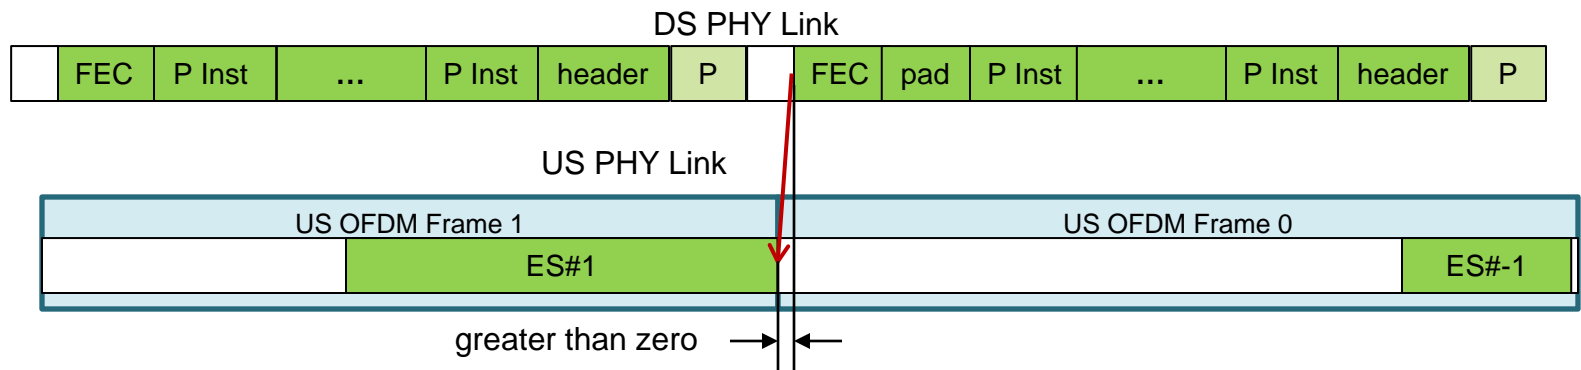 DS PHY Link
FEC P Inst ... P Inst header P FEC pad P Inst ... P Inst header P
US PHY Link
US OFDM Frame 1 US OFDM Frame 0
ES#1 ES#-1
greater than zero